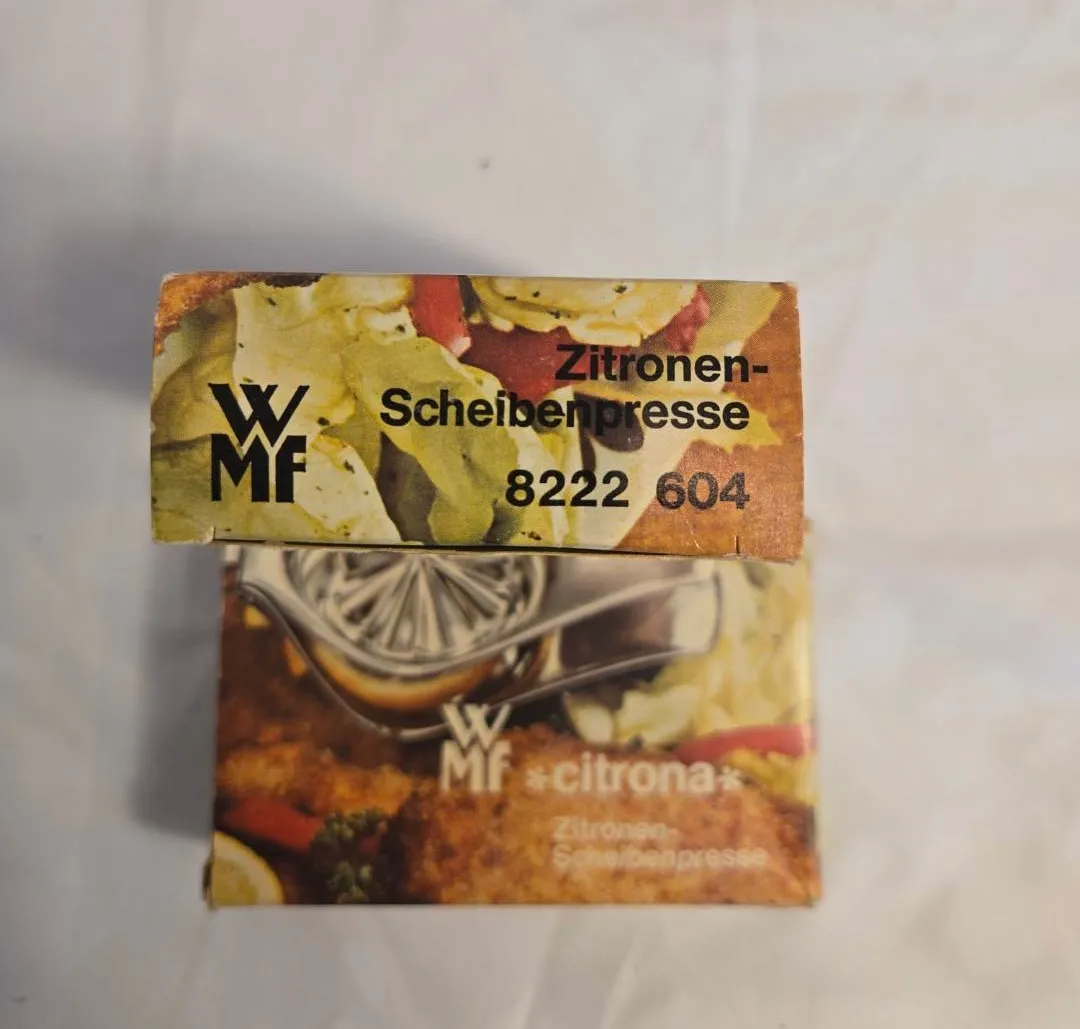 WMF
Zitronen-
Scheibenpresse
8222 604
WMF *citrona*
Zitronen-
Scheibenpresse